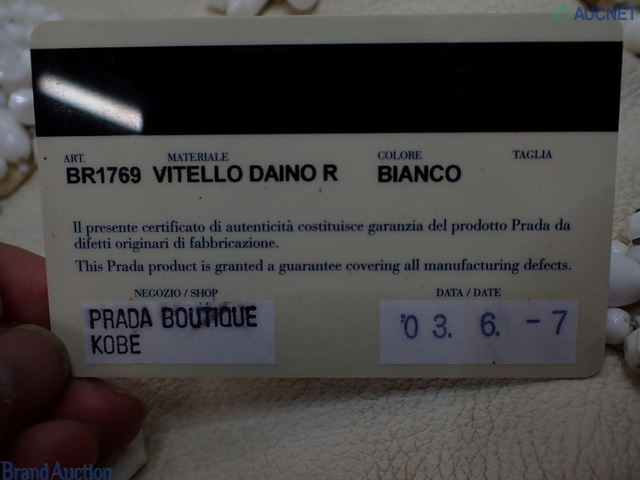 AUCNET
ART. MATERIALE COLORE TAGLIA
BR1769 VITELLO DAINO R BIANCO
Il presente certificato di autenticità costituisce garanzia del prodotto Prada da
difetti originari di fabbricazione.
This Prada product is granted a guarantee covering all manufacturing defects.
NEGOZIO / SHOP DATA / DATE
PRADA BOUTIQUE
KOBE
'03. 6. -7
Brand Auction